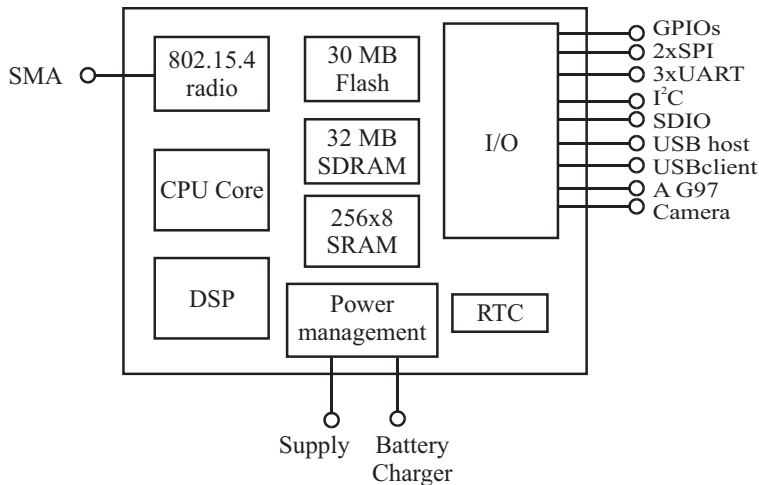 SMA
802.15.4
radio
30 MB
Flash
32 MB
SDRAM
CPU Core
256x8
SRAM
DSP
Power
management
RTC
I/O
GPIOs
2xSPI
3xUART
I²C
SDIO
USB host
USBclient
A G97
Camera
Supply
Battery
Charger